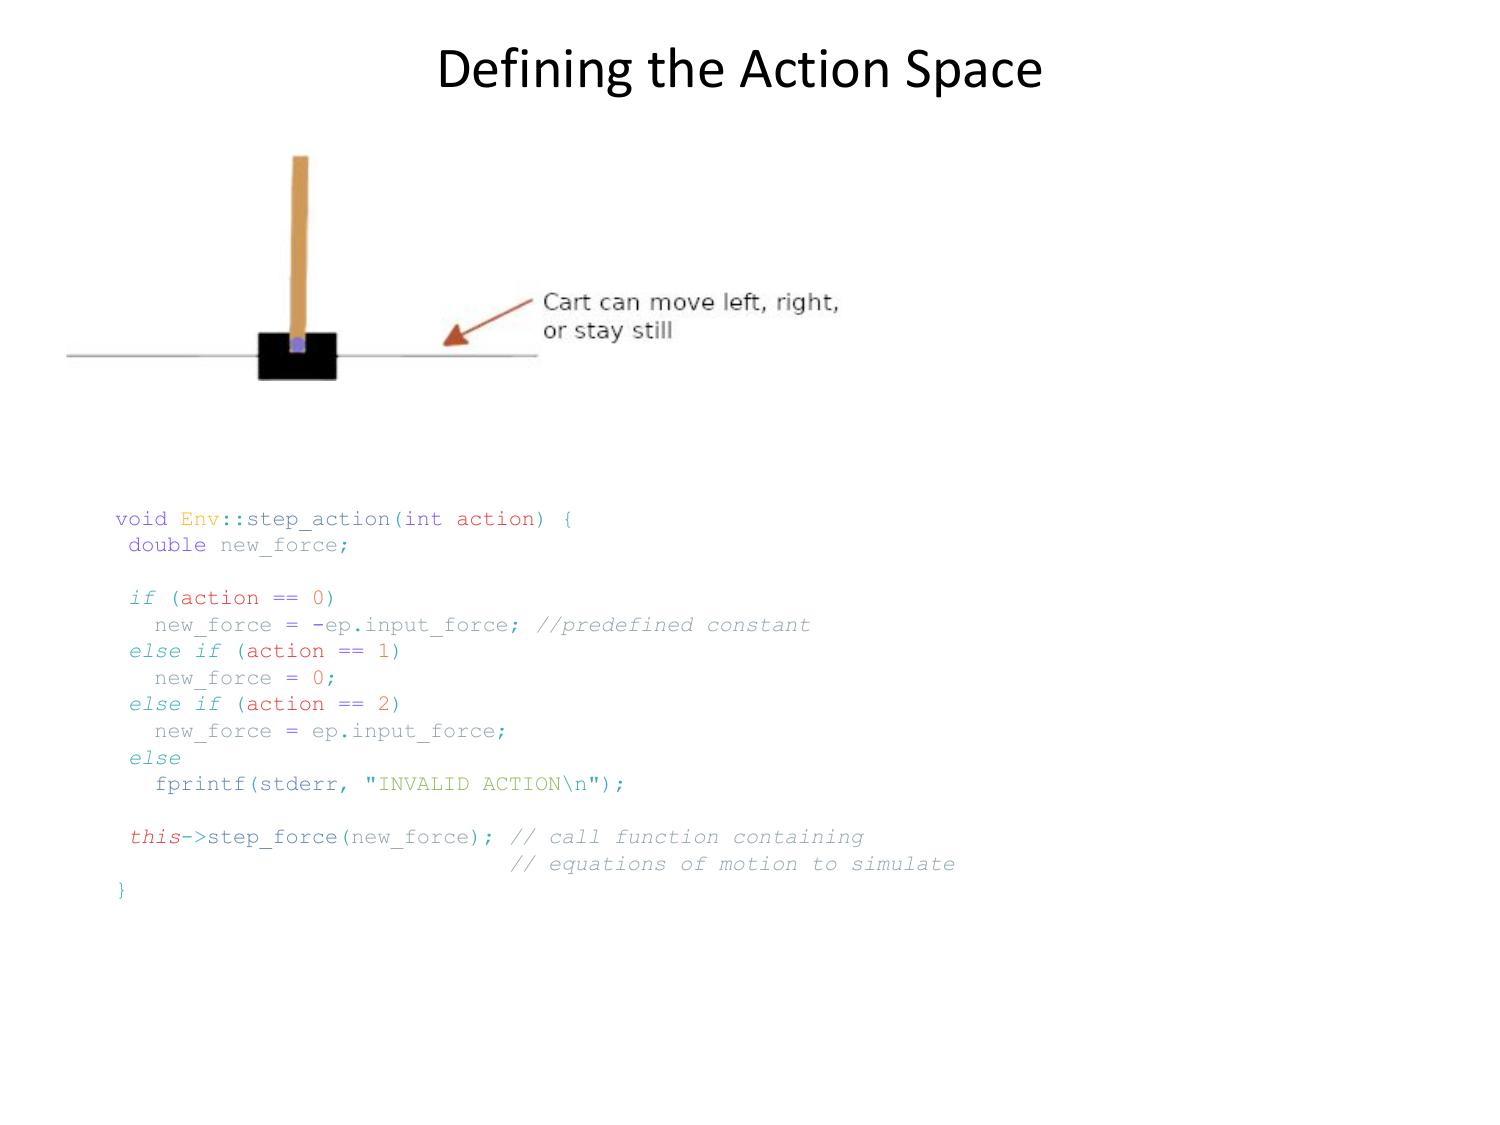 Defining the Action Space
Cart can move left, right,
or stay still
void Env::step_action(int action) {
 double new_force;

 if (action == 0)
   new_force = -ep.input_force; //predefined constant
 else if (action == 1)
   new_force = 0;
 else if (action == 2)
   new_force = ep.input_force;
 else
   fprintf(stderr, "INVALID ACTION\n");

 this->step_force(new_force); // call function containing
                              // equations of motion to simulate
}